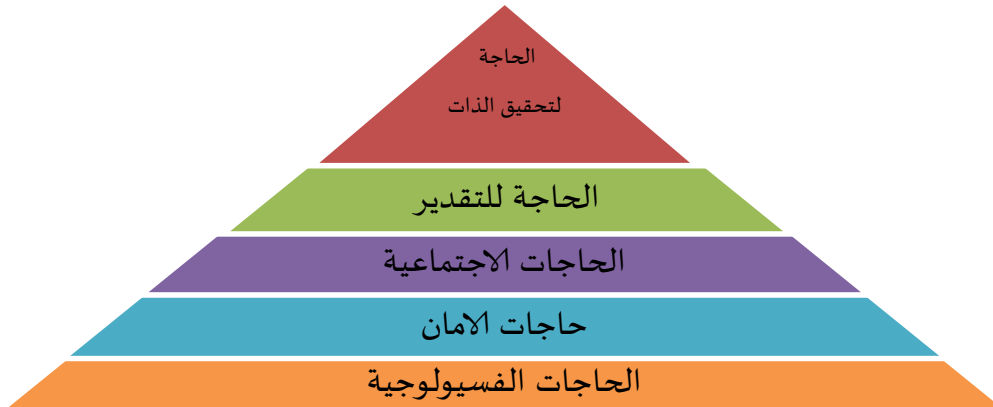 الحاجة
لتحقيق الذات
الحاجة للتقدير
الحاجات الاجتماعية
حاجات الامان
الحاجات الفسيولوجية